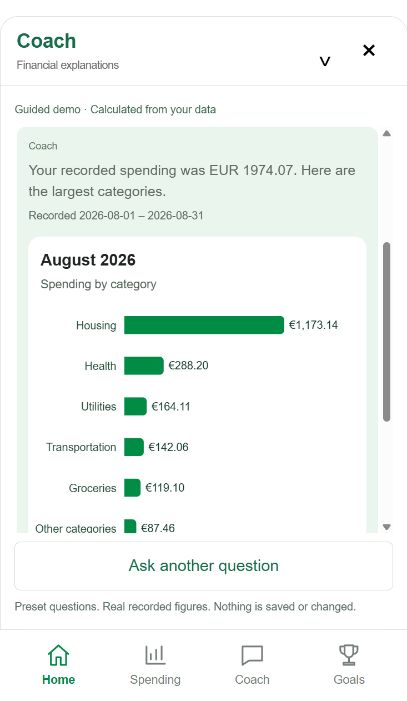 Coach
Financial explanations
Guided demo · Calculated from your data
Coach
Your recorded spending was EUR 1974.07. Here are
the largest categories.
Recorded 2026-08-01 – 2026-08-31
August 2026
Spending by category
Housing €1,173.14
Health €288.20
Utilities €164.11
Transportation €142.06
Groceries €119.10
Other categories €87.46
Ask another question
Preset questions. Real recorded figures. Nothing is saved or changed.
Home Spending Coach Goals